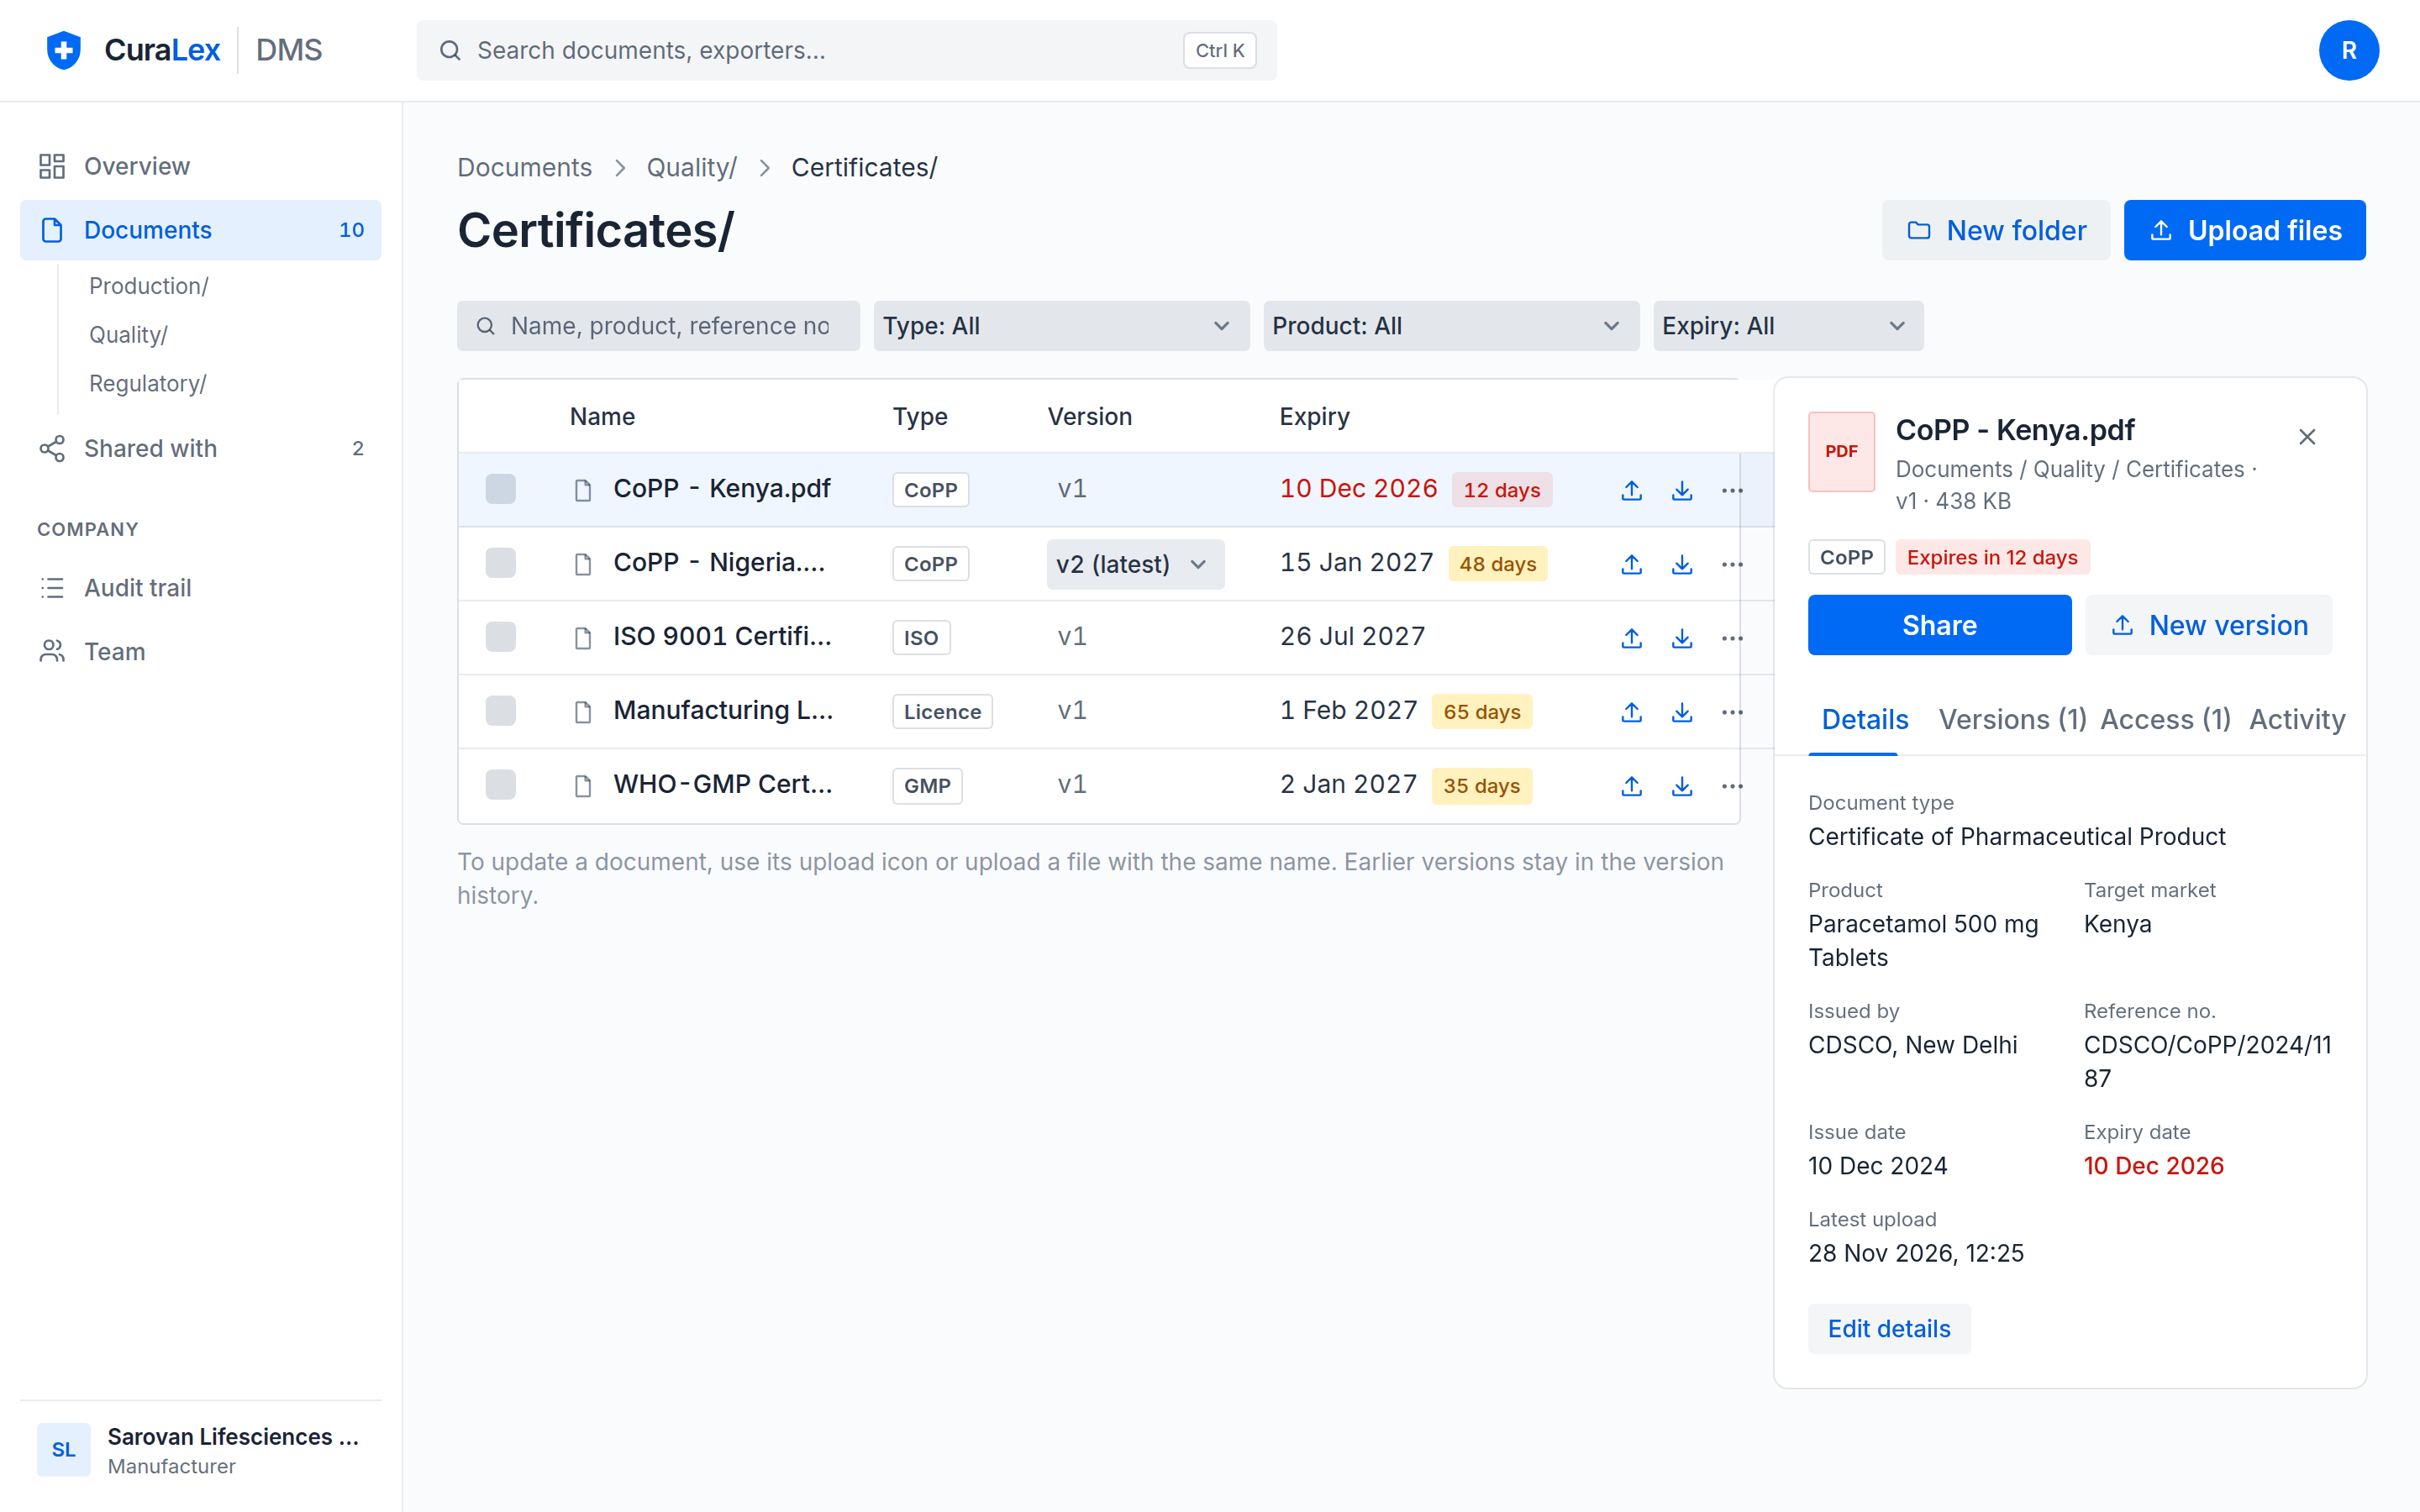 CuraLex DMS
Search documents, exporters... Ctrl K
R
Overview
Documents 10
Production/
Quality/
Regulatory/
Shared with 2
COMPANY
Audit trail
Team
SL
Sarovan Lifesciences ...
Manufacturer
Documents > Quality/ > Certificates/
Certificates/
New folder
Upload files
Name, product, reference no
Type: All
Product: All
Expiry: All
Name Type Version Expiry
CoPP - Kenya.pdf CoPP v1 10 Dec 2026 12 days
CoPP - Nigeria.... CoPP v2 (latest) 15 Jan 2027 48 days
ISO 9001 Certifi... ISO v1 26 Jul 2027
Manufacturing L... Licence v1 1 Feb 2027 65 days
WHO-GMP Cert... GMP v1 2 Jan 2027 35 days
To update a document, use its upload icon or upload a file with the same name. Earlier versions stay in the version
history.
PDF
CoPP - Kenya.pdf
Documents / Quality / Certificates ·
v1 · 438 KB
CoPP Expires in 12 days
Share
New version
Details Versions (1) Access (1) Activity
Document type
Certificate of Pharmaceutical Product
Product Target market
Paracetamol 500 mg Kenya
Tablets
Issued by Reference no.
CDSCO, New Delhi CDSCO/CoPP/2024/11
87
Issue date Expiry date
10 Dec 2024 10 Dec 2026
Latest upload
28 Nov 2026, 12:25
Edit details